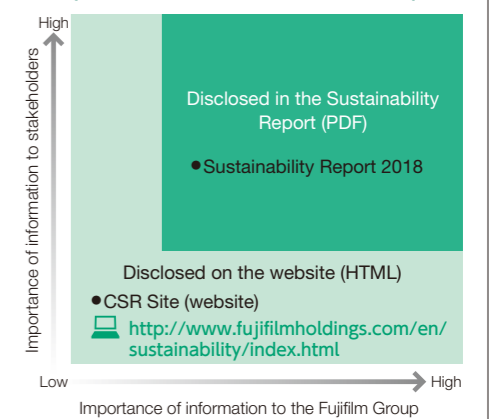 High
Importance of information to stakeholders
Disclosed in the Sustainability
Report (PDF)
●Sustainability Report 2018
Disclosed on the website (HTML)
●CSR Site (website)
http://www.fujifilmholdings.com/en/
sustainability/index.html
Low
High
Importance of information to the Fujifilm Group